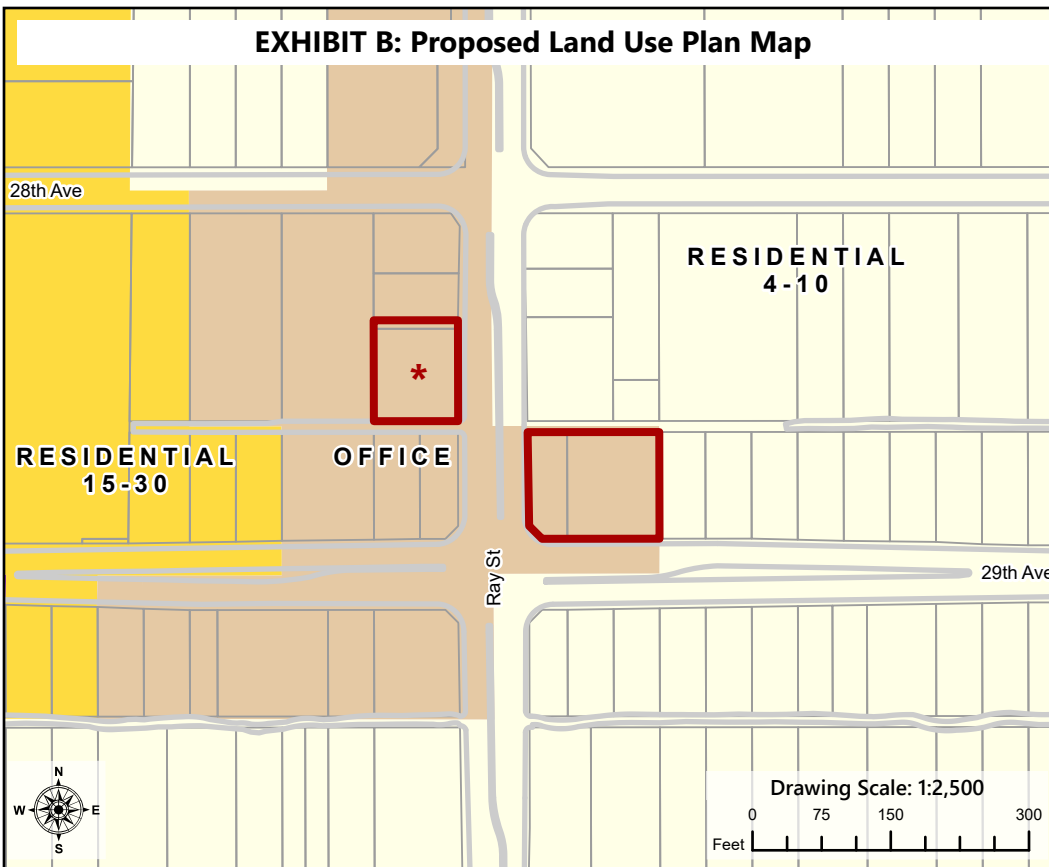 EXHIBIT B: Proposed Land Use Plan Map
28th Ave
RESIDENTIAL
4-10
*
RESIDENTIAL
15-30
OFFICE
Ray St
29th Ave
N
W
E
S
Drawing Scale: 1:2,500
0 75 150 300
Feet